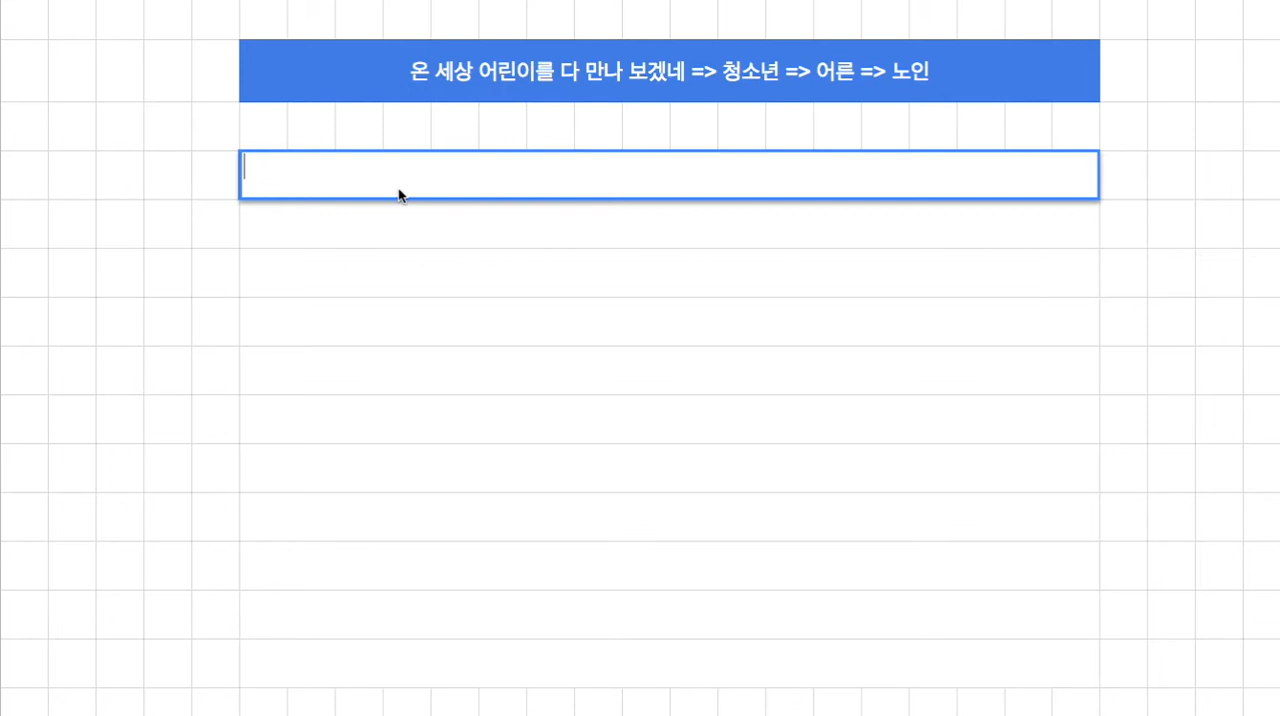 온 세상 어린이를 다 만나 보겠네 => 청소년 => 어른 => 노인